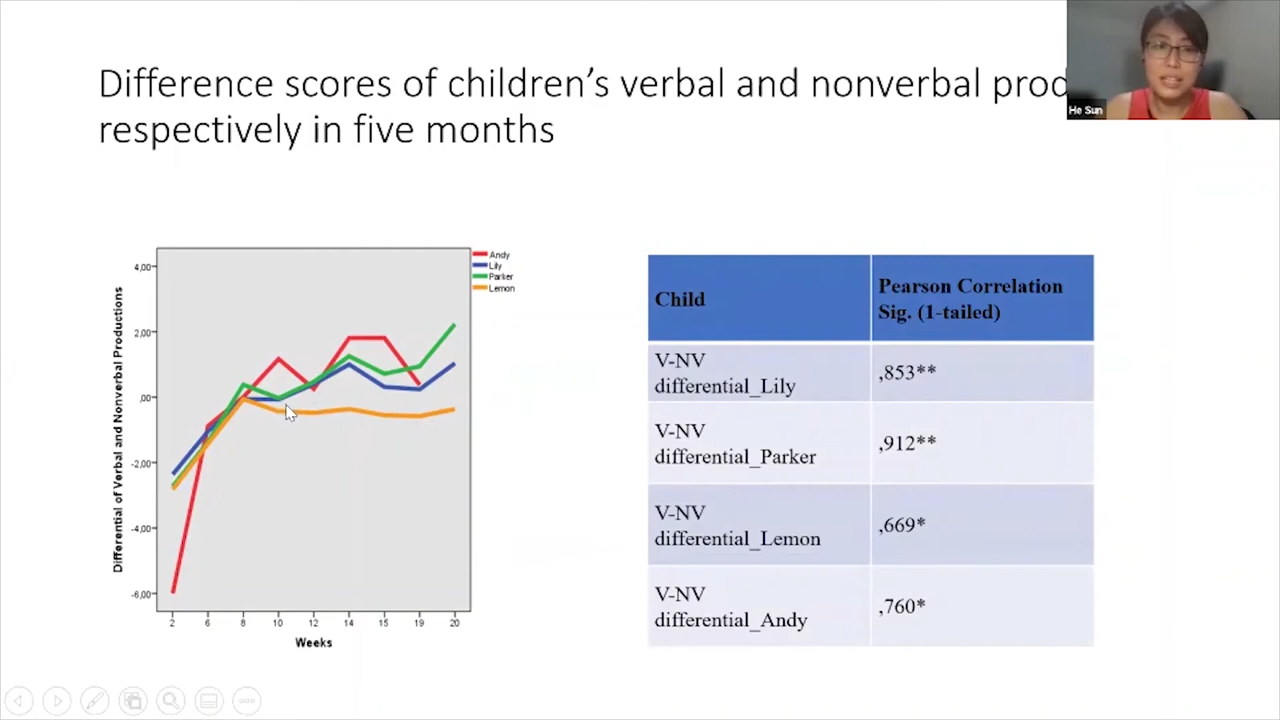 Difference scores of children's verbal and nonverbal prod
respectively in five months
He Sun
Differential of Verbal and Nonverbal Productions
4,00
2,00
,00
-2,00
-4,00
-6,00
2 6 8 10 12 14 15 19 20
Weeks
Andy
Lily
Parker
Lemon
Child
Pearson Correlation
Sig. (1-tailed)
V-NV
differential_Lily
,853**
V-NV
differential_Parker
,912**
V-NV
differential_Lemon
,669*
V-NV
differential_Andy
,760*